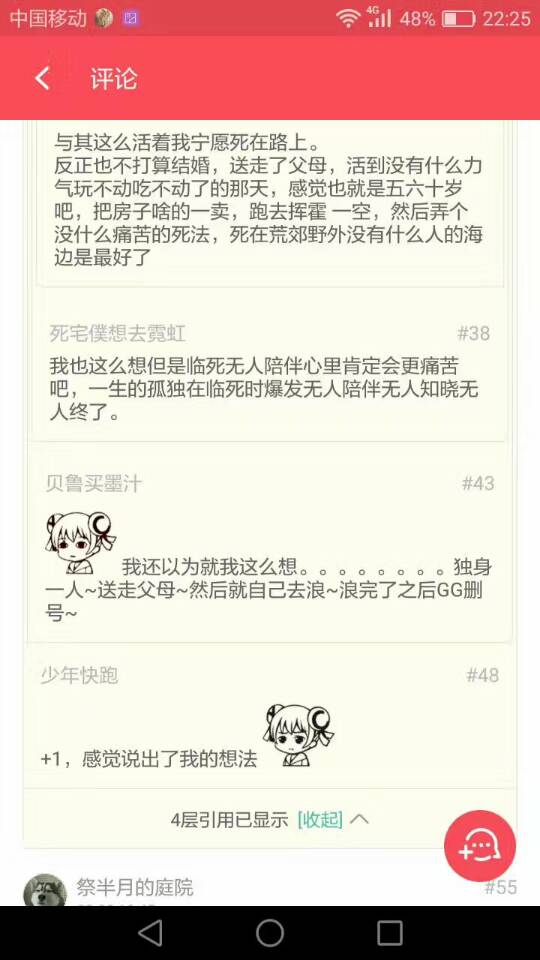 中国移动 4G 48% 22:25
评论
与其这么活着我宁愿死在路上。
反正也不打算结婚，送走了父母，活到没有什么力
气玩不动吃不动了的那天，感觉也就是五六十岁
吧，把房子啥的一卖，跑去挥霍 一空，然后弄个
没什么痛苦的死法，死在荒郊野外没有什么人的海
边是最好了
死宅僕想去霓虹 #38
我也这么想但是临死无人陪伴心里肯定会更痛苦
吧，一生的孤独在临死时爆发无人陪伴无人知晓无
人终了。
贝鲁买墨汁 #43
我还以为就我这么想。。。。。。。。独身
一人~送走父母~然后就自己去浪~浪完了之后GG删
号~
少年快跑 #48
+1，感觉说出了我的想法
4层引用已显示 [收起]
祭半月的庭院 #55